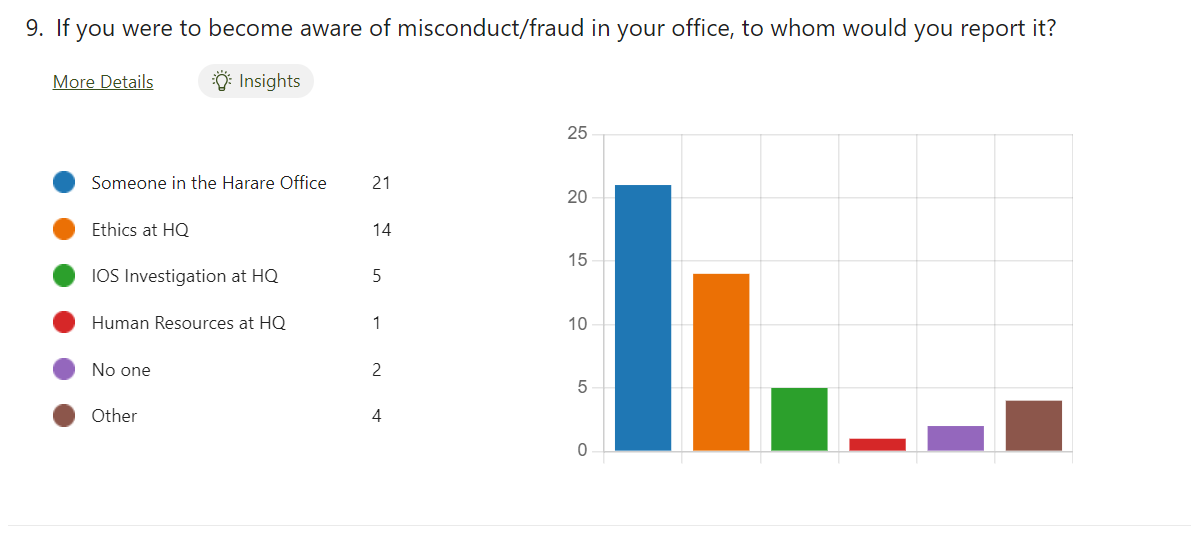 9. If you were to become aware of misconduct/fraud in your office, to whom would you report it?
More Details
Insights
Someone in the Harare Office 21
Ethics at HQ 14
IOS Investigation at HQ 5
Human Resources at HQ 1
No one 2
Other 4
25
20
15
10
5
0